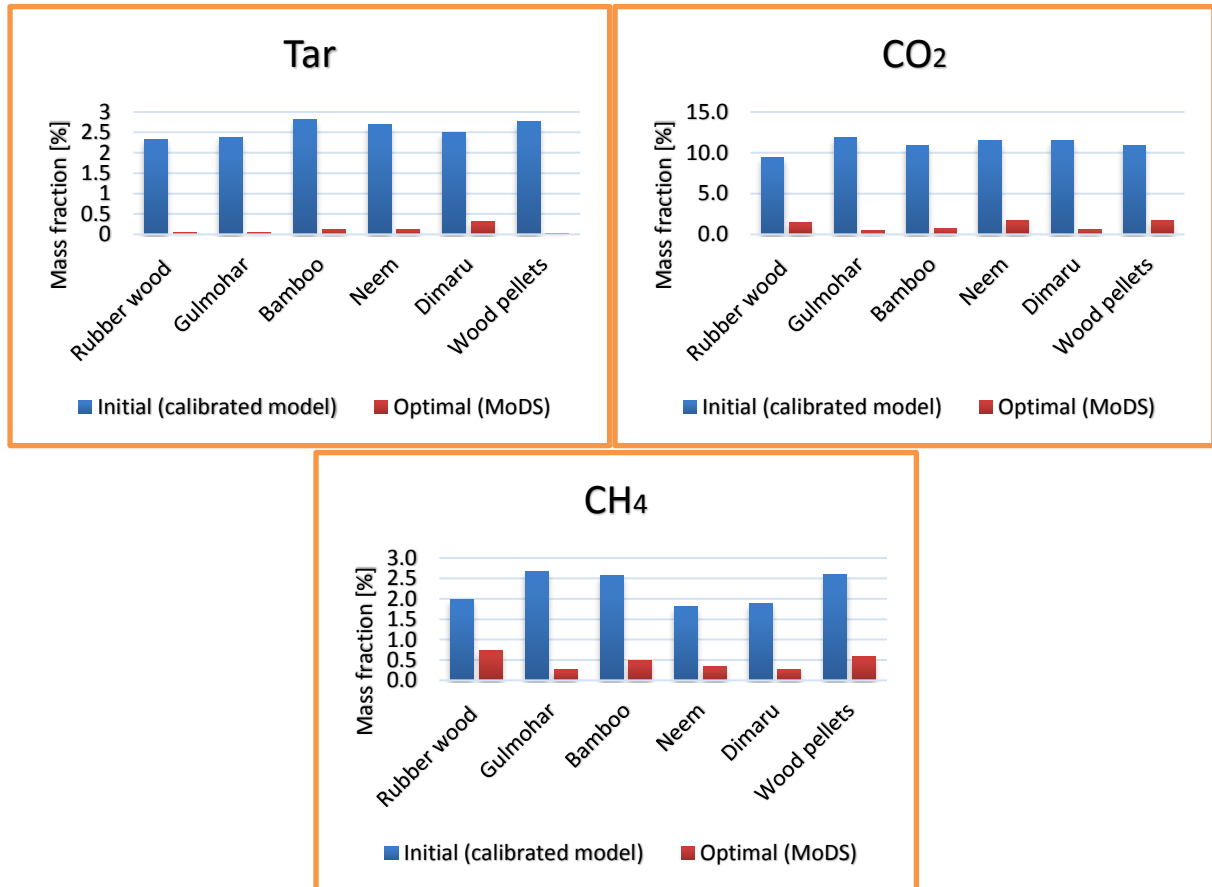 Tar
Mass fraction [%]
3
2.5
2
1.5
1
0.5
0
Rubber wood
Gulmohar
Bamboo
Neem
Dimaru
Wood pellets
Initial (calibrated model) Optimal (MoDS)
CO₂
Mass fraction [%]
15.0
10.0
5.0
0.0
Rubber wood
Gulmohar
Bamboo
Neem
Dimaru
Wood pellets
Initial (calibrated model) Optimal (MoDS)
CH₄
Mass fraction [%]
3.0
2.5
2.0
1.5
1.0
0.5
0.0
Rubber wood
Gulmohar
Bamboo
Neem
Dimaru
Wood pellets
Initial (calibrated model) Optimal (MoDS)